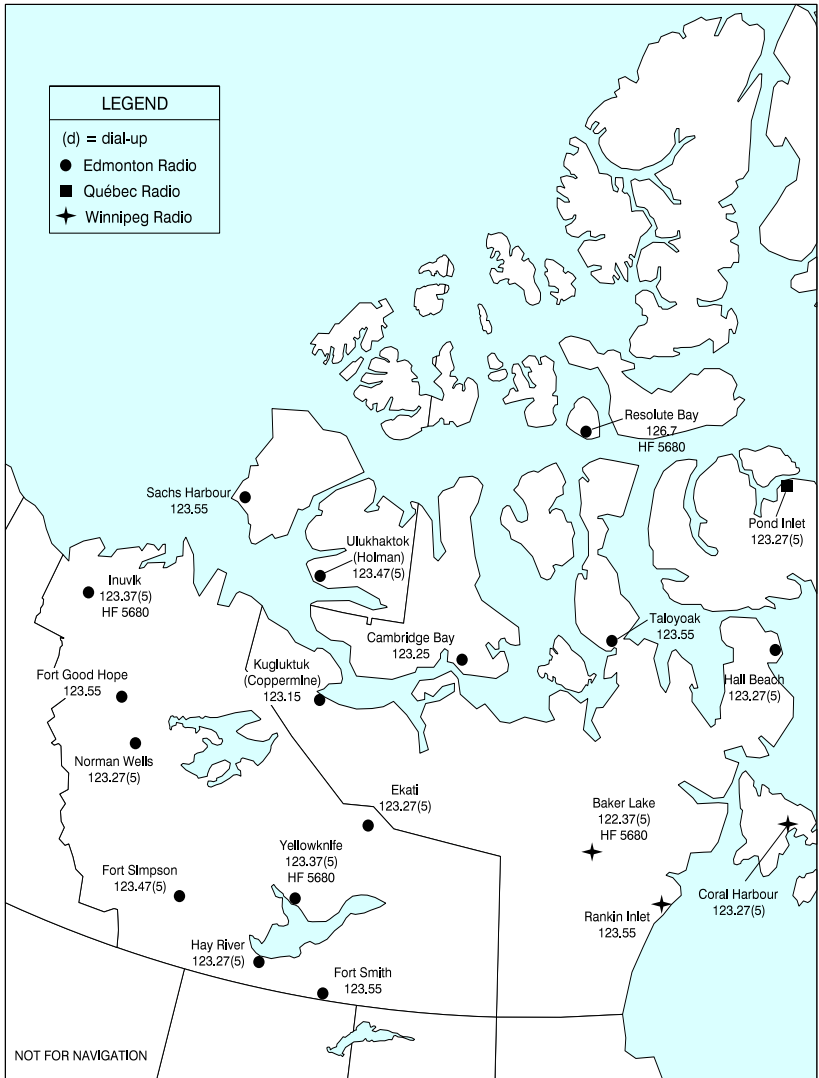 LEGEND
(d) = dial-up
Edmonton Radio
Québec Radio
Winnipeg Radio
Resolute Bay
126.7
HF 5680
Sachs Harbour
123.55
Pond Inlet
123.27(5)
Ulukhaktok
(Holman)
123.47(5)
Inuvik
123.37(5)
HF 5680
Taloyoak
123.55
Cambridge Bay
123.25
Kugluktuk
(Coppermine)
123.15
Fort Good Hope
123.55
Hall Beach
123.27(5)
Norman Wells
123.27(5)
Ekati
123.27(5)
Baker Lake
122.37(5)
HF 5680
Yellowknife
123.37(5)
HF 5680
Fort Simpson
123.47(5)
Coral Harbour
123.27(5)
Rankin Inlet
123.55
Hay River
123.27(5)
Fort Smith
123.55
NOT FOR NAVIGATION